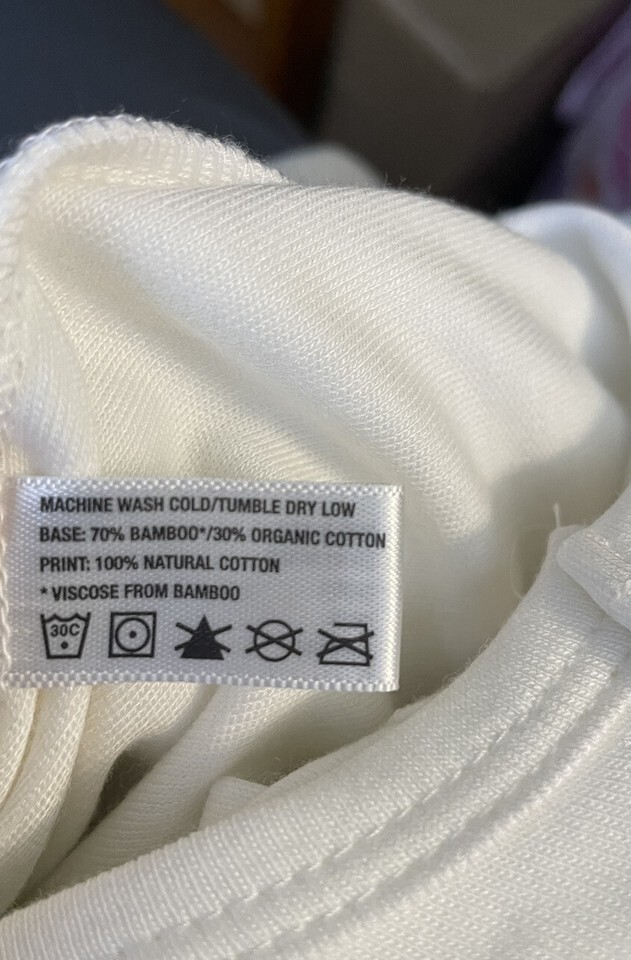 MACHINE WASH COLD/TUMBLE DRY LOW
BASE: 70% BAMBOO*/30% ORGANIC COTTON
PRINT: 100% NATURAL COTTON
* VISCOSE FROM BAMBOO
30C